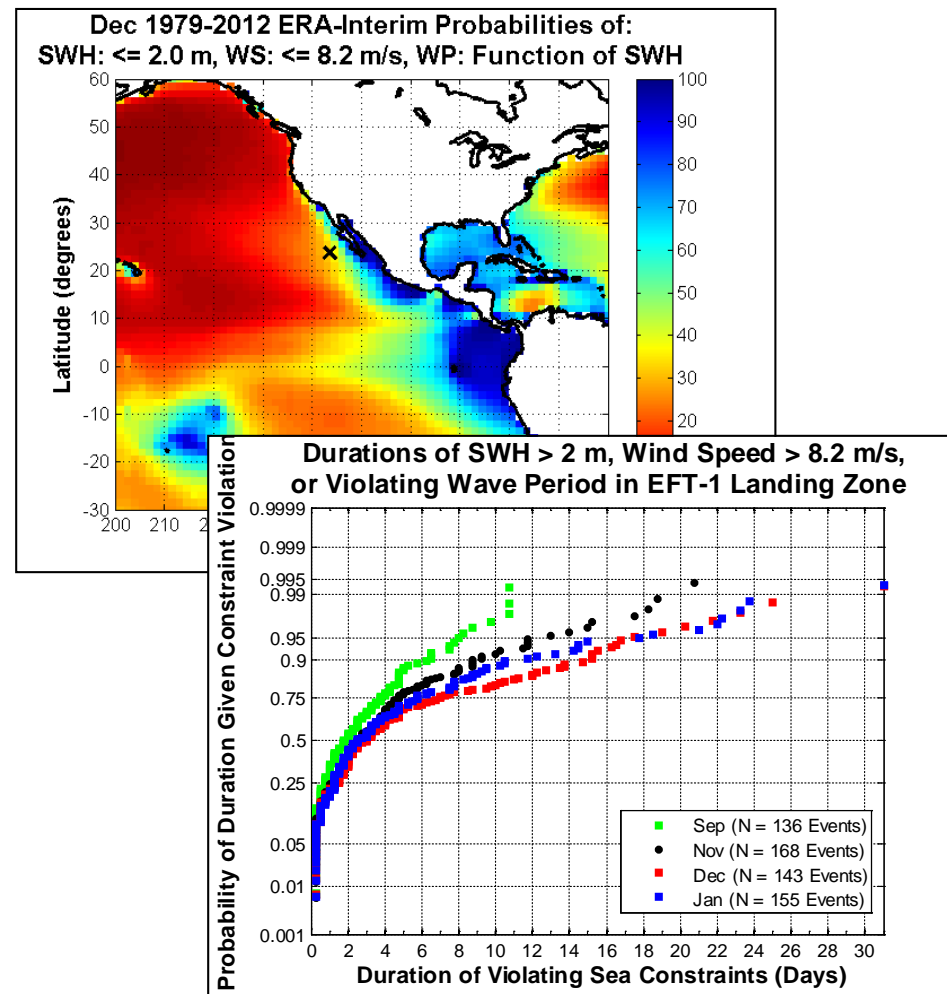 Dec 1979-2012 ERA-Interim Probabilities of:
SWH: <= 2.0 m, WS: <= 8.2 m/s, WP: Function of SWH
Latitude (degrees)
60
50
40
30
20
10
0
-10
-20
-30
200
210
2
100
90
80
70
60
50
40
30
20
Durations of SWH > 2 m, Wind Speed > 8.2 m/s,
or Violating Wave Period in EFT-1 Landing Zone
Probability of Duration Given Constraint Violation
0.9999
0.999
0.995
0.99
0.95
0.9
0.75
0.5
0.25
0.05
0.01
0.001
Sep (N = 136 Events)
Nov (N = 168 Events)
Dec (N = 143 Events)
Jan (N = 155 Events)
0 2 4 6 8 10 12 14 16 18 20 22 24 26 28 30
Duration of Violating Sea Constraints (Days)